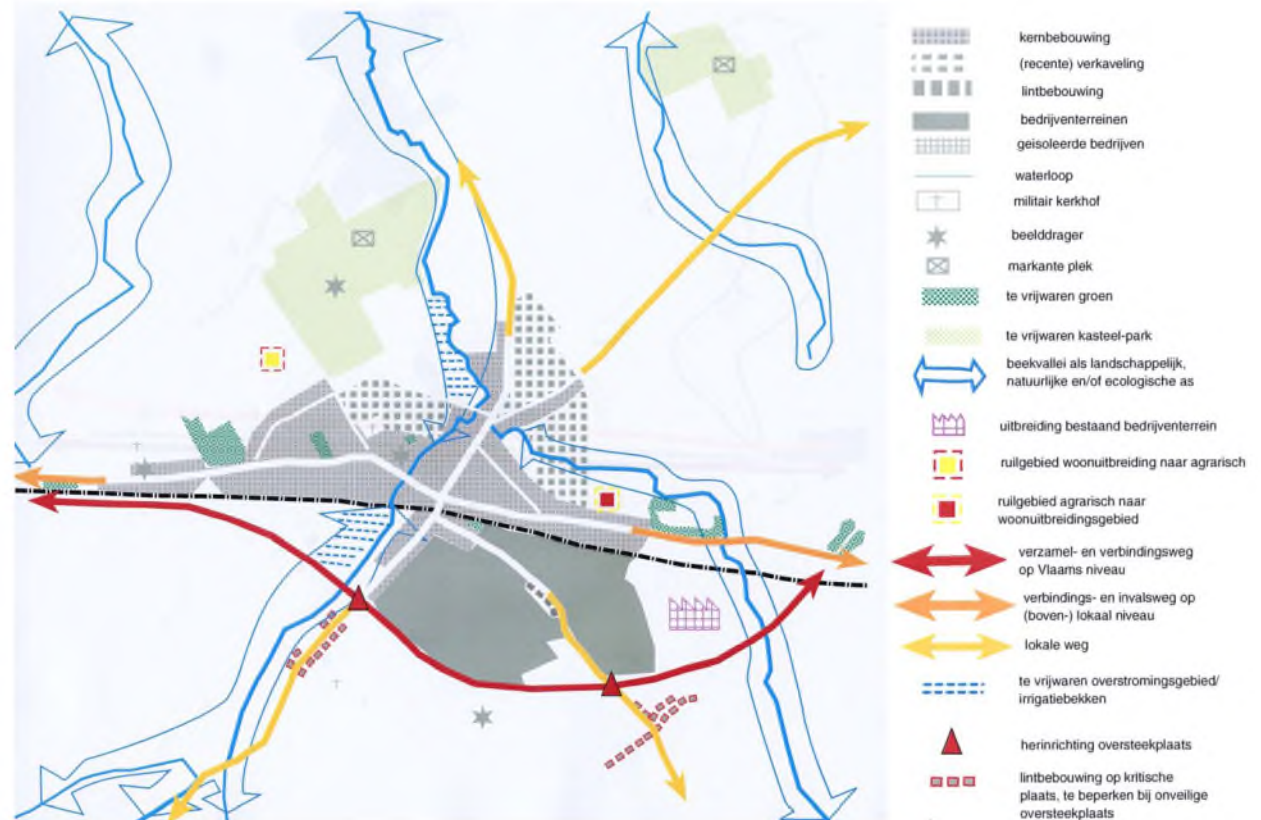 kernbebouwing
(recente) verkaveling
lintbebouwing
bedrijventerreinen
geisoleerde bedrijven
waterloop
militair kerkhof
beelddrager
markante plek
te vrijwaren groen
te vrijwaren kasteel-park
beekvallei als landschappelijk,
natuurlijke en/of ecologische as
uitbreiding bestaand bedrijventerrein
ruilgebied woonuitbreiding naar agrarisch
ruilgebied agrarisch naar
woonuitbreidingsgebied
verzamel- en verbindingsweg
op Vlaams niveau
verbindings- en invalsweg op
(boven-) lokaal niveau
lokale weg
te vrijwaren overstromingsgebied/
irrigatiebekken
herinrichting oversteekplaats
lintbebouwing op kritische
plaats, te beperken bij onveilige
oversteekplaats